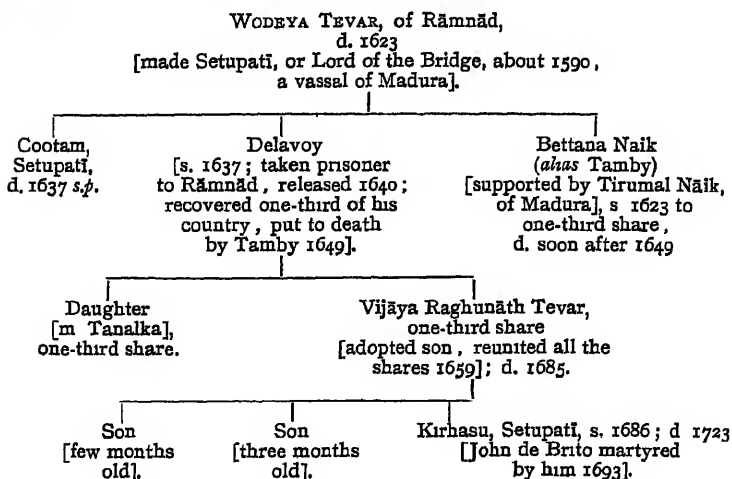 WODEYA TEVAR, of Rāmnād,
d. 1623
[made Setupatī, or Lord of the Bridge, about 1590,
a vassal of Madura].
Cootam,
Setupatī,
d. 1637 s.p.
Delavoy
[s. 1637; taken prisoner
to Rāmnād, released 1640;
recovered one-third of his
country, put to death
by Tamby 1649].
Bettana Naik
(alias Tamby)
[supported by Tirumal Nāik,
of Madura], s 1623 to
one-third share,
d. soon after 1649
Daughter
[m Tanalka],
one-third share.
Vijāya Raghunāth Tevar,
one-third share
[adopted son, reunited all the
shares 1659]; d. 1685.
Son
[few months
old].
Son
[three months
old].
Kırhasu, Setupatī, s. 1686; d 1723
[John de Brito martyred
by him 1693].